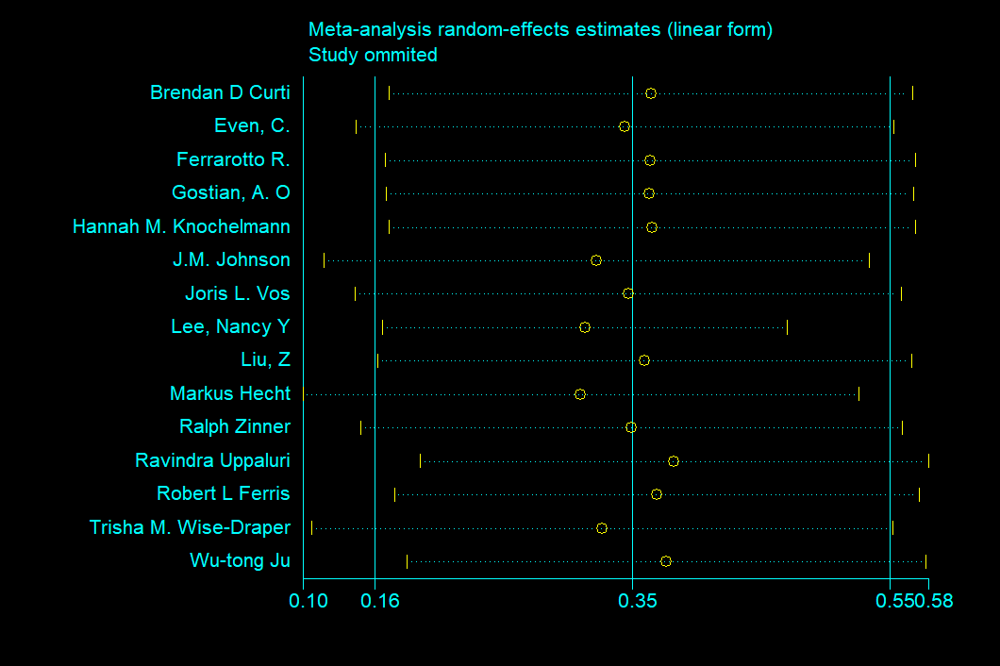 Meta-analysis random-effects estimates (linear form)
Study ommited
Brendan D Curti
Even, C.
Ferrarotto R.
Gostian, A. O
Hannah M. Knochelmann
J.M. Johnson
Joris L. Vos
Lee, Nancy Y
Liu, Z
Markus Hecht
Ralph Zinner
Ravindra Uppaluri
Robert L Ferris
Trisha M. Wise-Draper
Wu-tong Ju
0.10 0.16 0.35 0.55 0.58